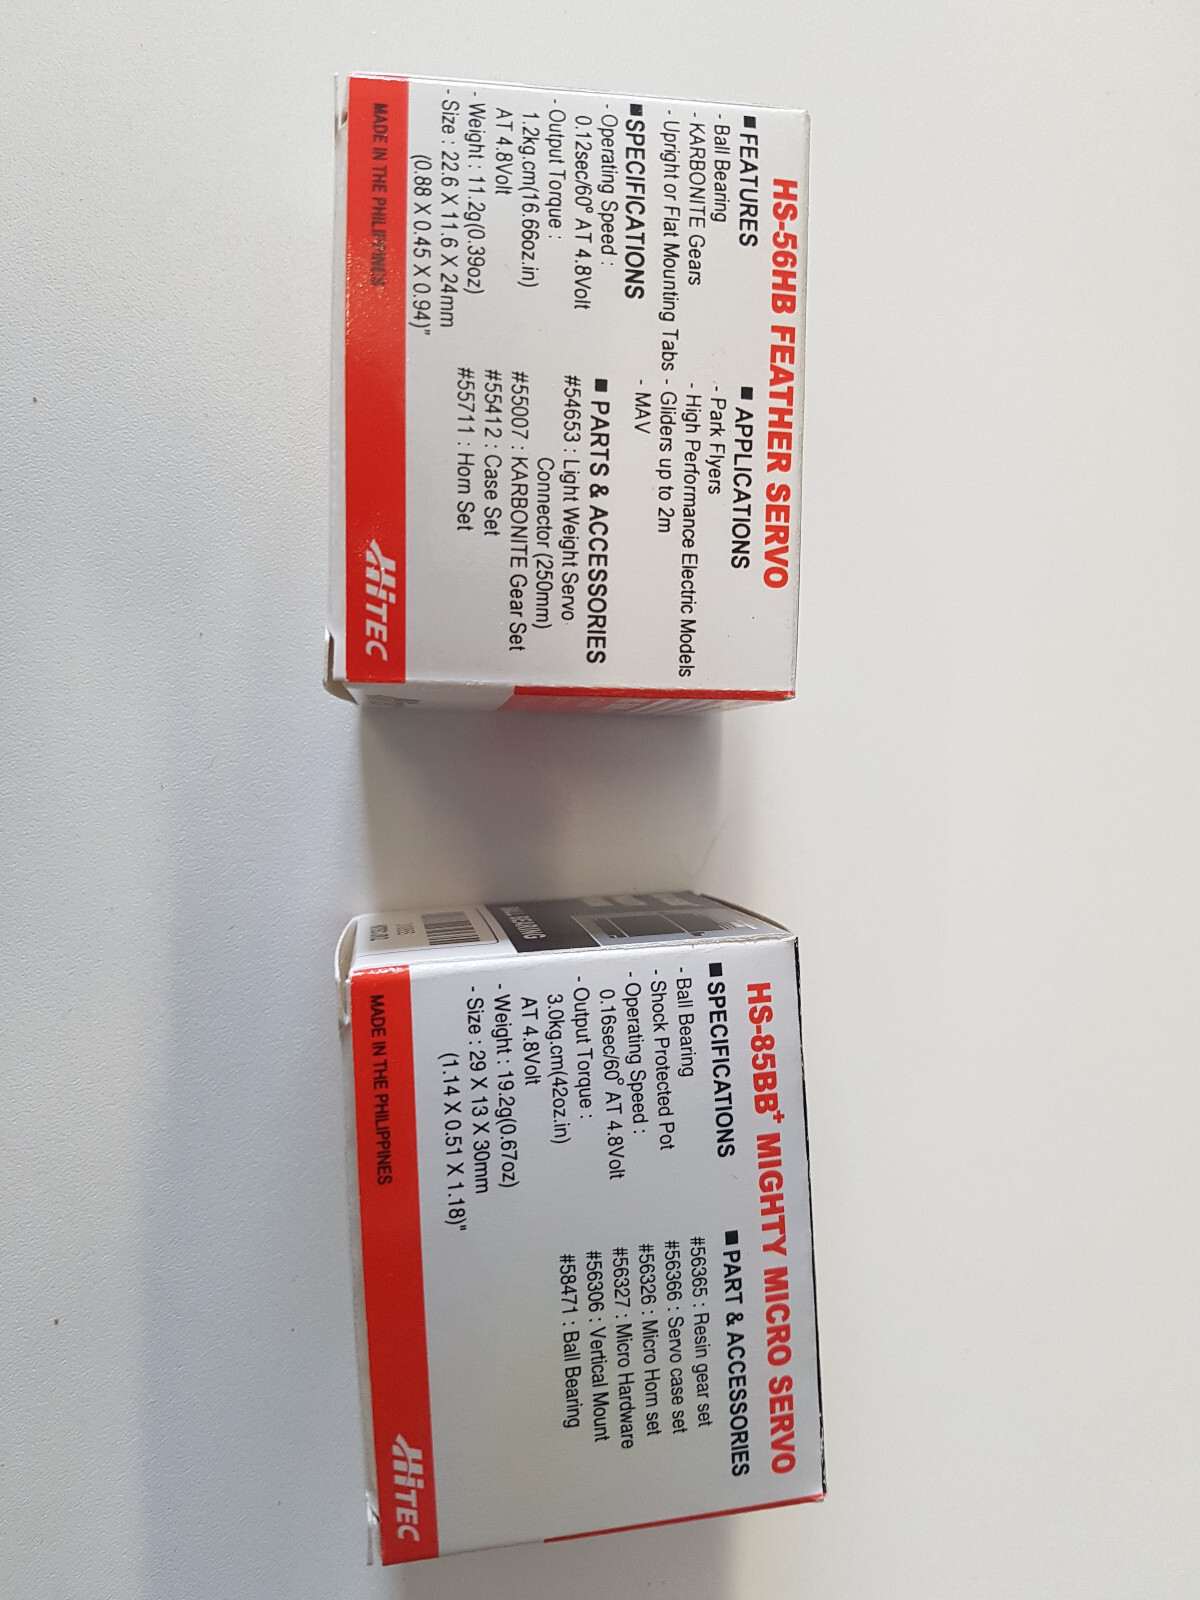 HS-56HB FEATHER SERVO
■ FEATURES
- Ball Bearing
- KARBONITE Gears
- Upright or Flat Mounting Tabs
■ SPECIFICATIONS
- Operating Speed :
0.12sec/60° AT 4.8Volt
- Output Torque :
1.2kg.cm(16.66oz.in)
AT 4.8Volt
- Weight : 11.2g(0.39oz)
- Size : 22.6 X 11.6 X 24mm
(0.88 X 0.45 X 0.94)"
■ APPLICATIONS
- Park Flyers
- High Performance Electric Models
- Gliders up to 2m
- MAV
■ PARTS & ACCESSORIES
#54653 : Light Weight Servo
Connector (250mm)
#55007 : KARBONITE Gear Set
#55412 : Case Set
#55711 : Horn Set
MADE IN THE PHILIPPINES
HiTEC
HS-85BB+ MIGHTY MICRO SERVO
■ SPECIFICATIONS
- Ball Bearing
- Shock Protected Pot
- Operating Speed :
0.16sec/60° AT 4.8Volt
- Output Torque :
3.0kg.cm(42oz.in)
AT 4.8Volt
- Weight : 19.2g(0.67oz)
- Size : 29 X 13 X 30mm
(1.14 X 0.51 X 1.18)"
■ PART & ACCESSORIES
#56365 : Resin gear set
#56366 : Servo case set
#56326 : Micro Horn set
#56327 : Micro Hardware
#56306 : Vertical Mount
#58471 : Ball Bearing
MADE IN THE PHILIPPINES
HiTEC
BALL BEARING